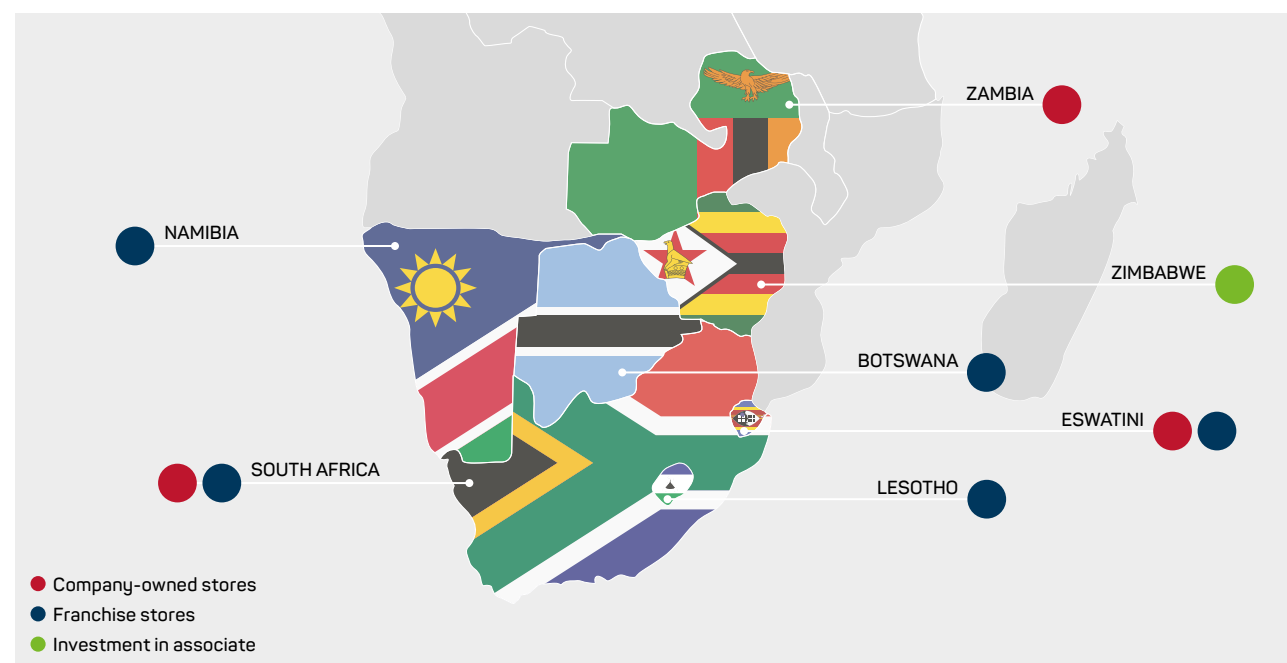 ZAMBIA
NAMIBIA
ZIMBABWE
BOTSWANA
ESWATINI
SOUTH AFRICA
LESOTHO
Company-owned stores
Franchise stores
Investment in associate